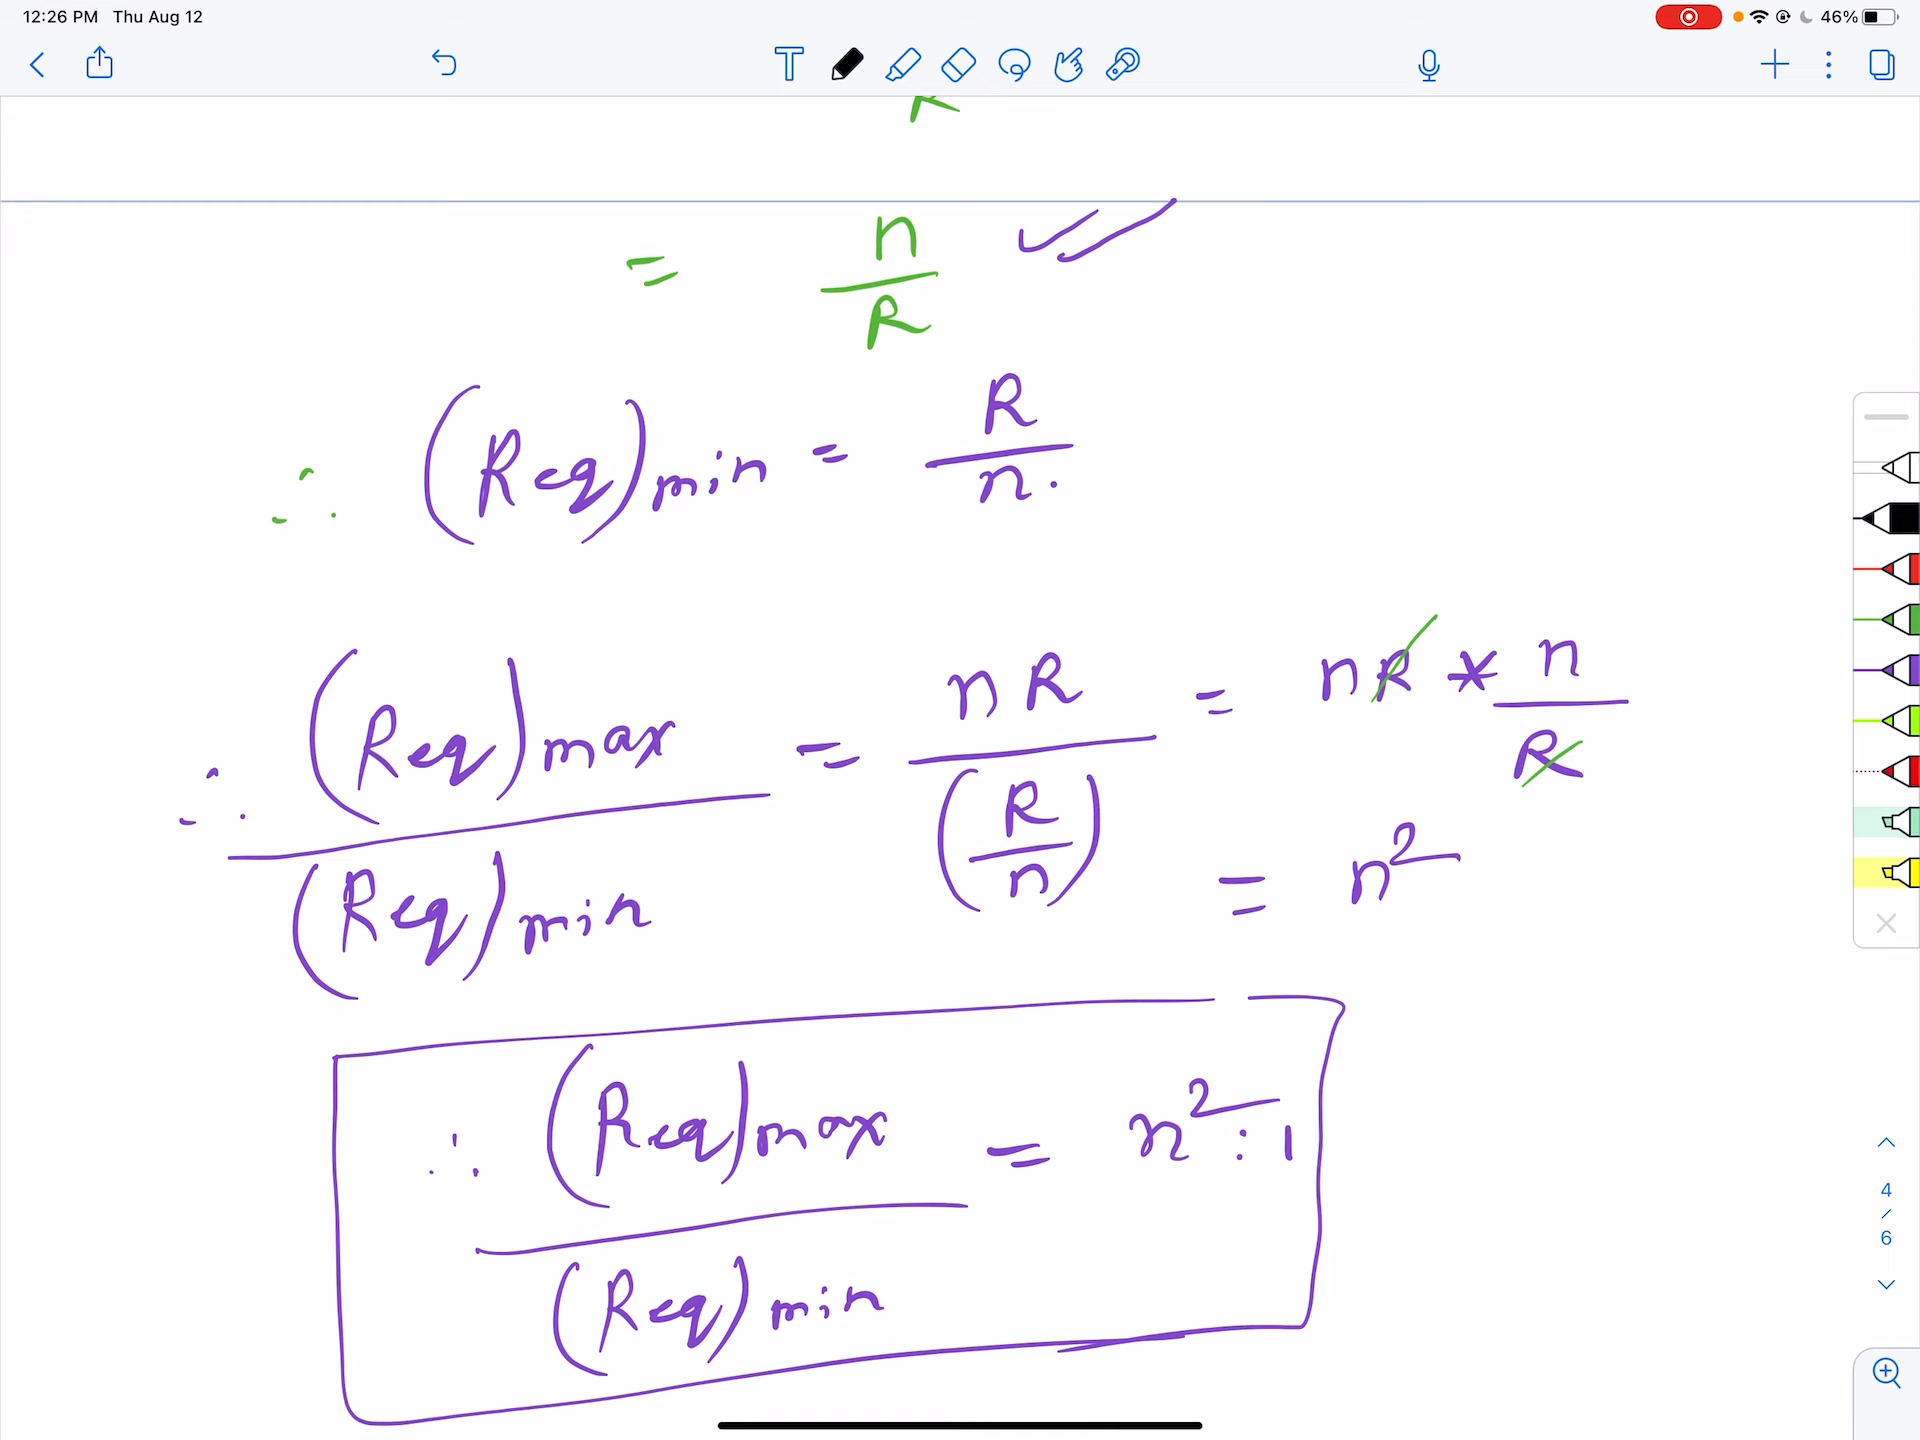 12:26 PM Thu Aug 12 46%
= n/R
∴ (Req)min = R/n.
∴ (Req)max/(Req)min = nR/(R/n) = nR * n/R
= n²
∴ (Req)max/(Req)min = n² : 1
4
/
6